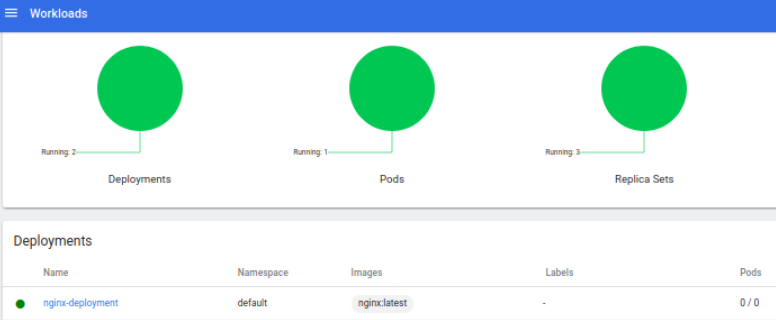 Workloads
Running: 2 Running: 1 Running: 3
Deployments Pods Replica Sets
Deployments
Name Namespace Images Labels Pods
nginx-deployment default nginx:latest - 0 / 0